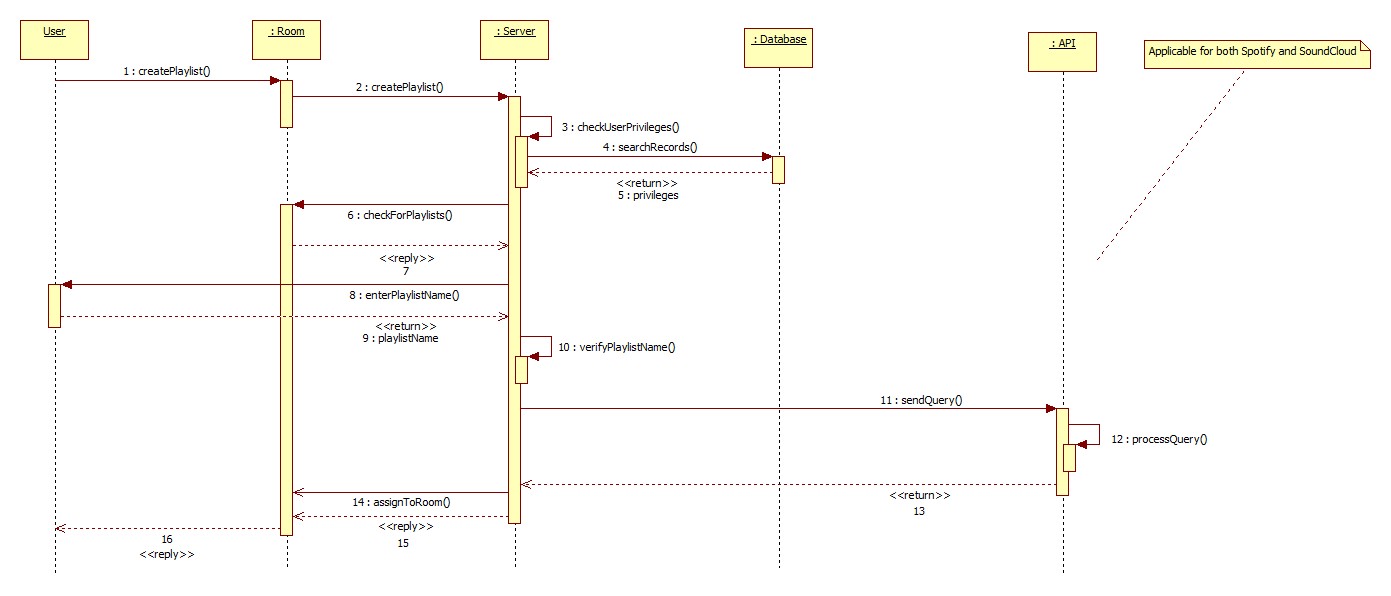 User
: Room
: Server
: Database
: API
Applicable for both Spotify and SoundCloud
1 : createPlaylist()
2 : createPlaylist()
3 : checkUserPrivileges()
4 : searchRecords()
<<return>>
5 : privileges
6 : checkForPlaylists()
<<reply>>
7
8 : enterPlaylistName()
<<return>>
9 : playlistName
10 : verifyPlaylistName()
11 : sendQuery()
12 : processQuery()
<<return>>
13
14 : assignToRoom()
<<reply>>
15
16
<<reply>>